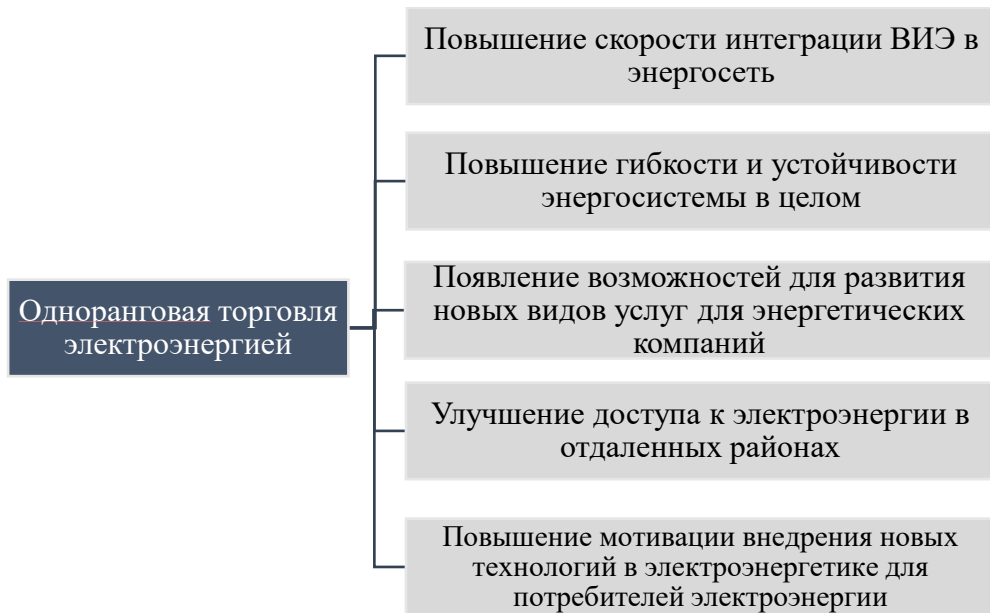 Одноранговая торговля
электроэнергией
Повышение скорости интеграции ВИЭ в
энергосеть
Повышение гибкости и устойчивости
энергосистемы в целом
Появление возможностей для развития
новых видов услуг для энергетических
компаний
Улучшение доступа к электроэнергии в
отдаленных районах
Повышение мотивации внедрения новых
технологий в электроэнергетике для
потребителей электроэнергии